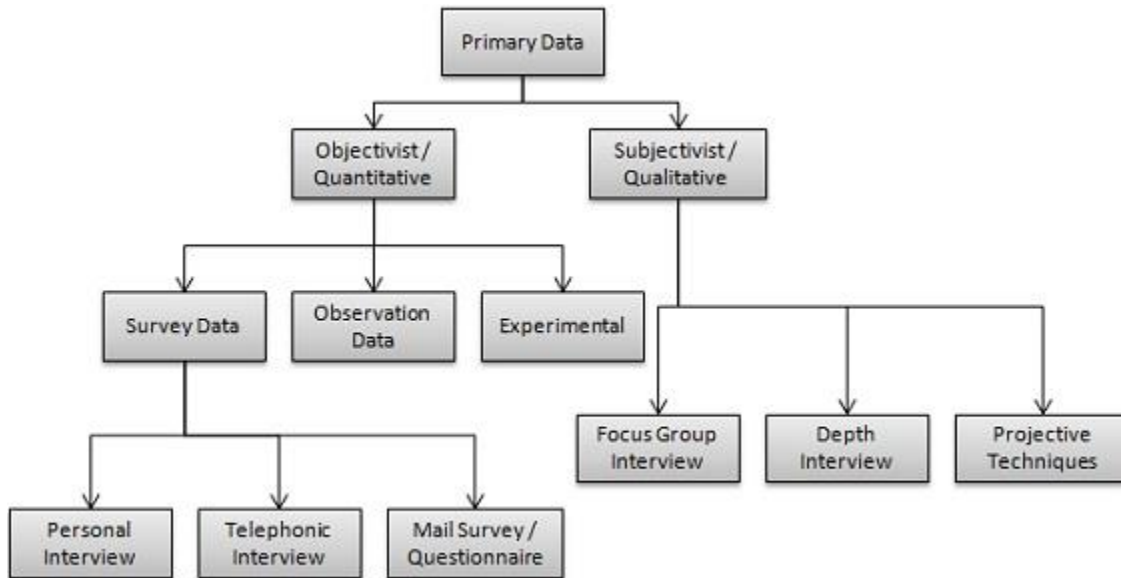 Primary Data
Objectivist /
Quantitative
Subjectivist /
Qualitative
Survey Data
Observation
Data
Experimental
Focus Group
Interview
Depth
Interview
Projective
Techniques
Personal
Interview
Telephonic
Interview
Mail Survey /
Questionnaire